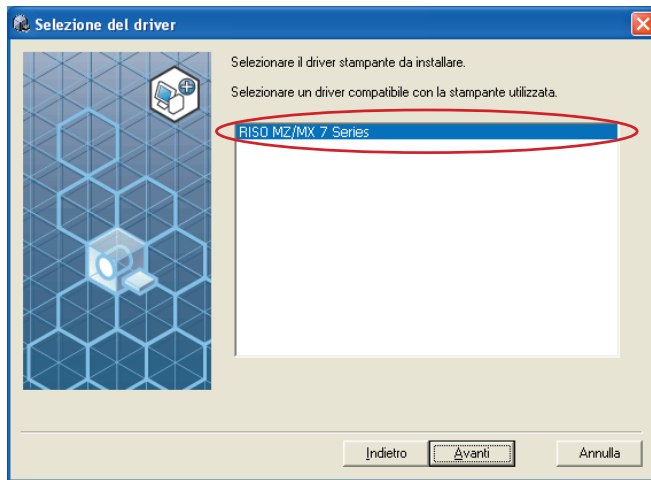 Selezione del driver
Selezionare il driver stampante da installare.
Selezionare un driver compatibile con la stampante utilizzata.
RISO MZ/MX 7 Series
Indietro
Avanti
Annulla